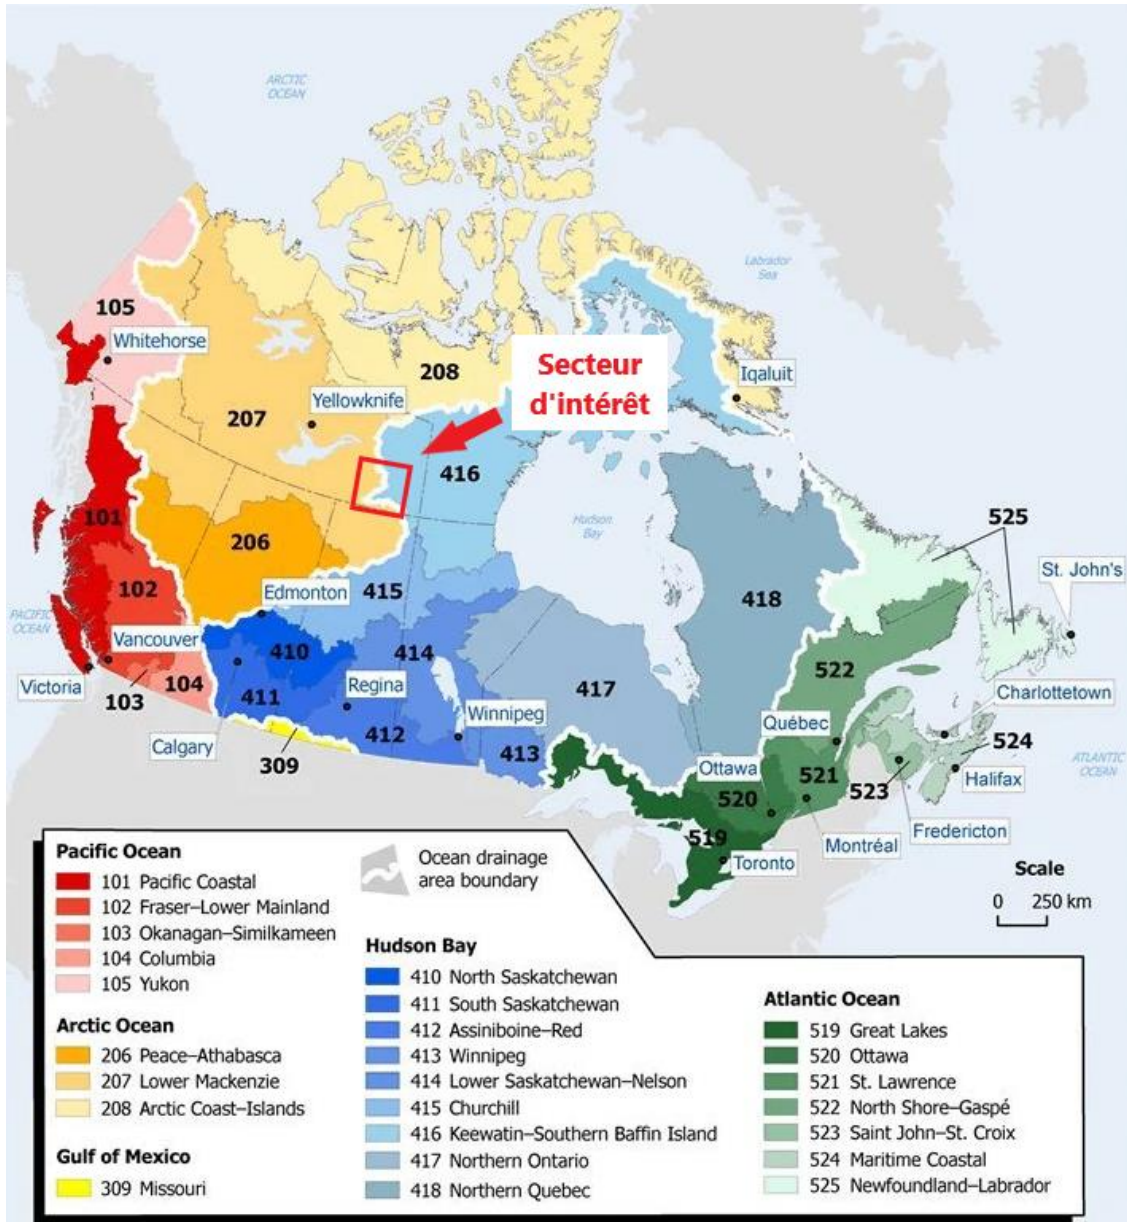 ARCTIC
OCEAN
Labrador
Sea
105
Whitehorse
208
Secteur
d'intérêt
Iqaluit
Yellowknife
207
416
101
206
Hudson
Bay
525
102
Edmonton
415
418
St. John's
PACIFIC
OCEAN
Vancouver
410
414
522
Victoria
103
104
411
Regina
417
Charlottetown
Calgary
412
Winnipeg
Québec
309
413
Ottawa
521
523
524
Halifax
ATLANTIC
OCEAN
520
519
Toronto
Montréal
Fredericton
Pacific Ocean
101 Pacific Coastal
102 Fraser–Lower Mainland
103 Okanagan–Similkameen
104 Columbia
105 Yukon
Arctic Ocean
206 Peace–Athabasca
207 Lower Mackenzie
208 Arctic Coast–Islands
Gulf of Mexico
309 Missouri
Ocean drainage
area boundary
Hudson Bay
410 North Saskatchewan
411 South Saskatchewan
412 Assiniboine–Red
413 Winnipeg
414 Lower Saskatchewan–Nelson
415 Churchill
416 Keewatin–Southern Baffin Island
417 Northern Ontario
418 Northern Quebec
Scale
0 250 km
Atlantic Ocean
519 Great Lakes
520 Ottawa
521 St. Lawrence
522 North Shore–Gaspé
523 Saint John–St. Croix
524 Maritime Coastal
525 Newfoundland–Labrador